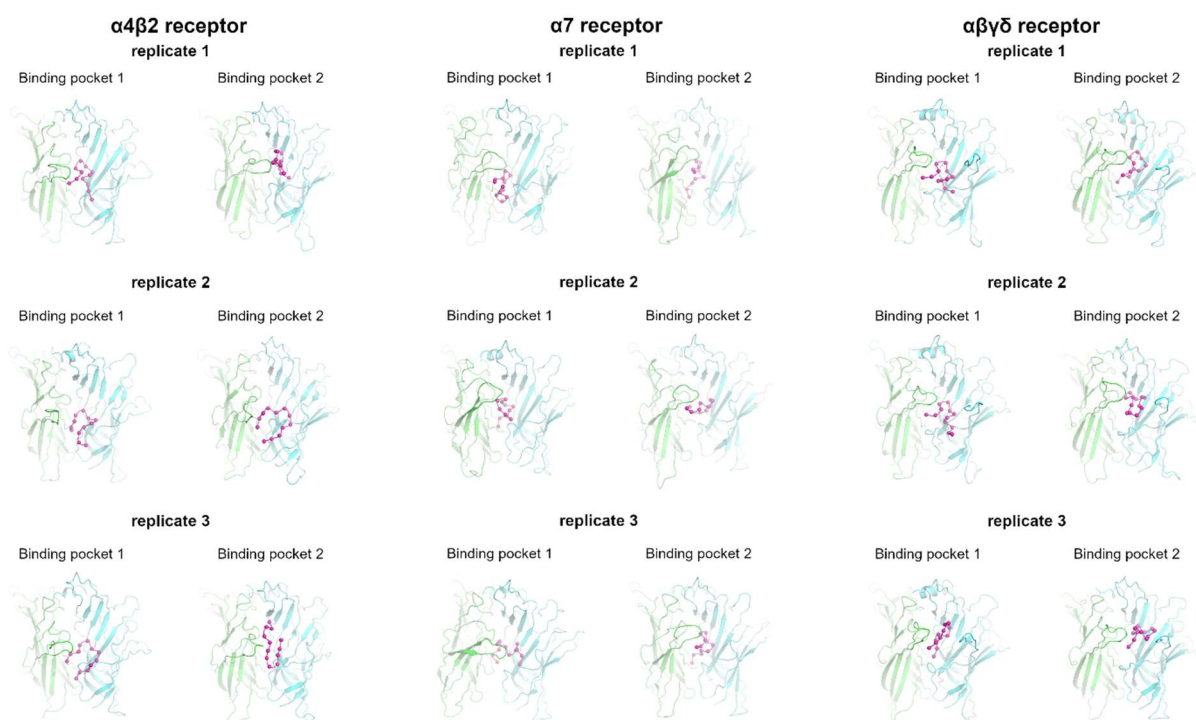 α4β2 receptor α7 receptor αβγδ receptor
replicate 1 replicate 1 replicate 1
Binding pocket 1 Binding pocket 2 Binding pocket 1 Binding pocket 2 Binding pocket 1 Binding pocket 2
replicate 2 replicate 2 replicate 2
Binding pocket 1 Binding pocket 2 Binding pocket 1 Binding pocket 2 Binding pocket 1 Binding pocket 2
replicate 3 replicate 3 replicate 3
Binding pocket 1 Binding pocket 2 Binding pocket 1 Binding pocket 2 Binding pocket 1 Binding pocket 2